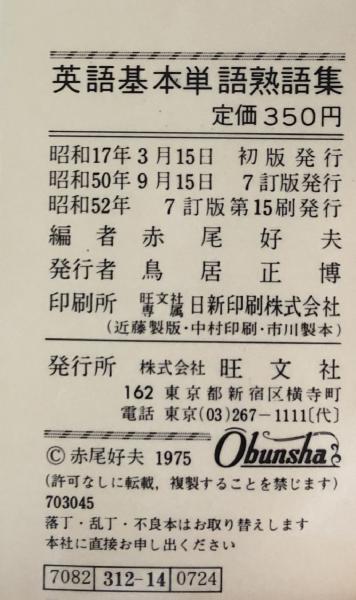 英語基本単語熟語集
定価350円
昭和17年3月15日 初版発行
昭和50年9月15日 7訂版発行
昭和52年 7訂版第15刷発行
編者 赤尾好夫
発行者 鳥居正博
印刷所 旺文社専属 日新印刷株式会社
(近藤製版・中村印刷・市川製本)
発行所 株式会社 旺文社
162 東京都新宿区横寺町
電話 東京(03)267-1111[代]
© 赤尾好夫 1975 Obunsha
(許可なしに転載，複製することを禁じます)
703045
落丁・乱丁・不良本はお取り替えします
本社に直接お申し出ください
7082 312-14 0724